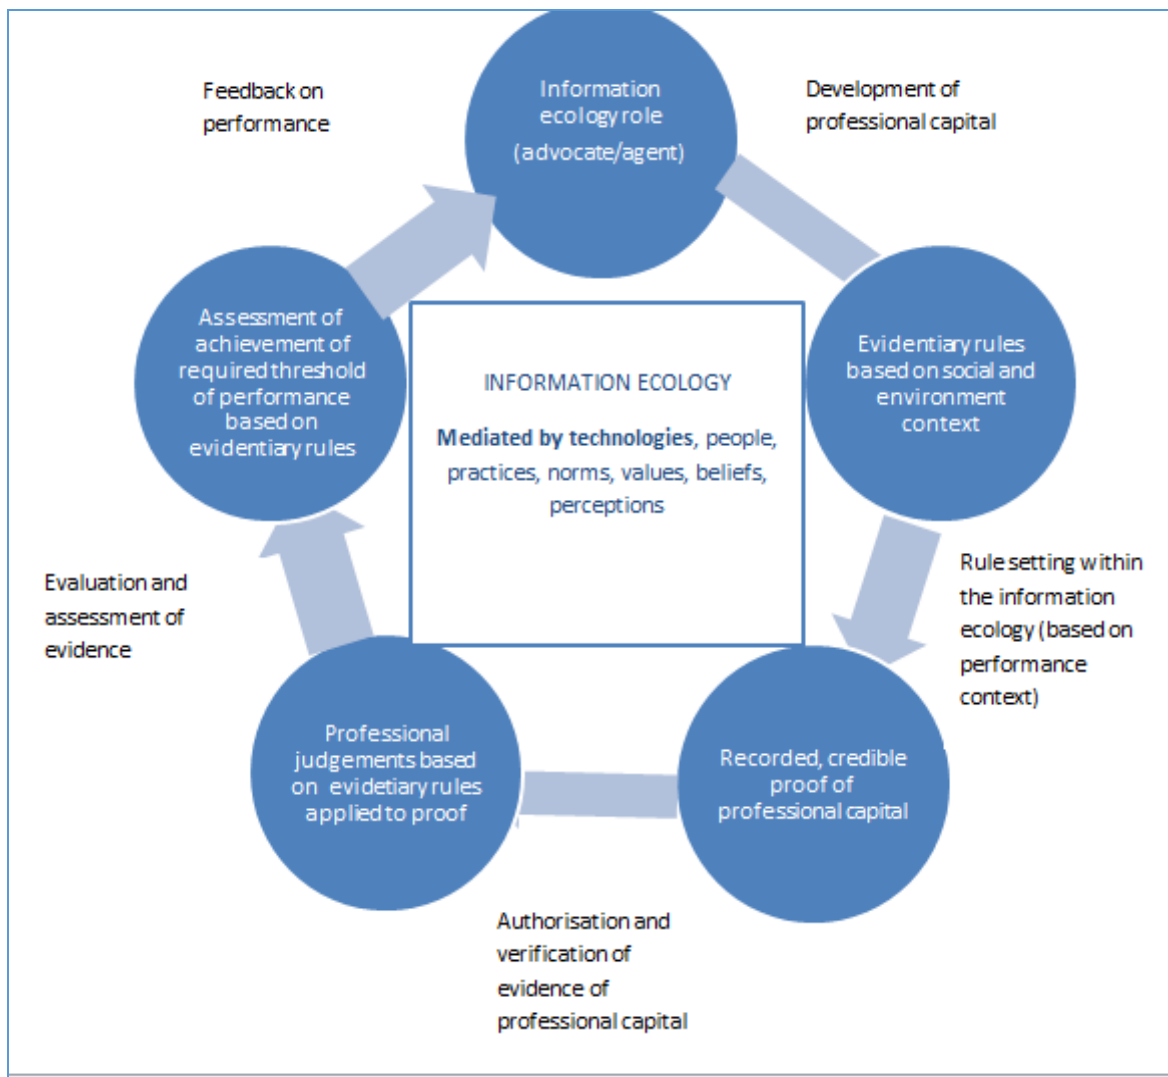 Information
ecology role
(advocate/agent)
Development of
professional capital
Evidentiary rules
based on social and
environment
context
Rule setting within
the information
ecology (based on
performance
context)
Recorded, credible
proof of
professional capital
Authorisation and
verification of
evidence of
professional capital
Professional
judgements based
on evidetiary rules
applied to proof
Evaluation and
assessment of
evidence
Assessment of
achievement of
required threshold
of performance
based on
evidentiary rules
Feedback on
performance
INFORMATION ECOLOGY
Mediated by technologies, people,
practices, norms, values, beliefs,
perceptions